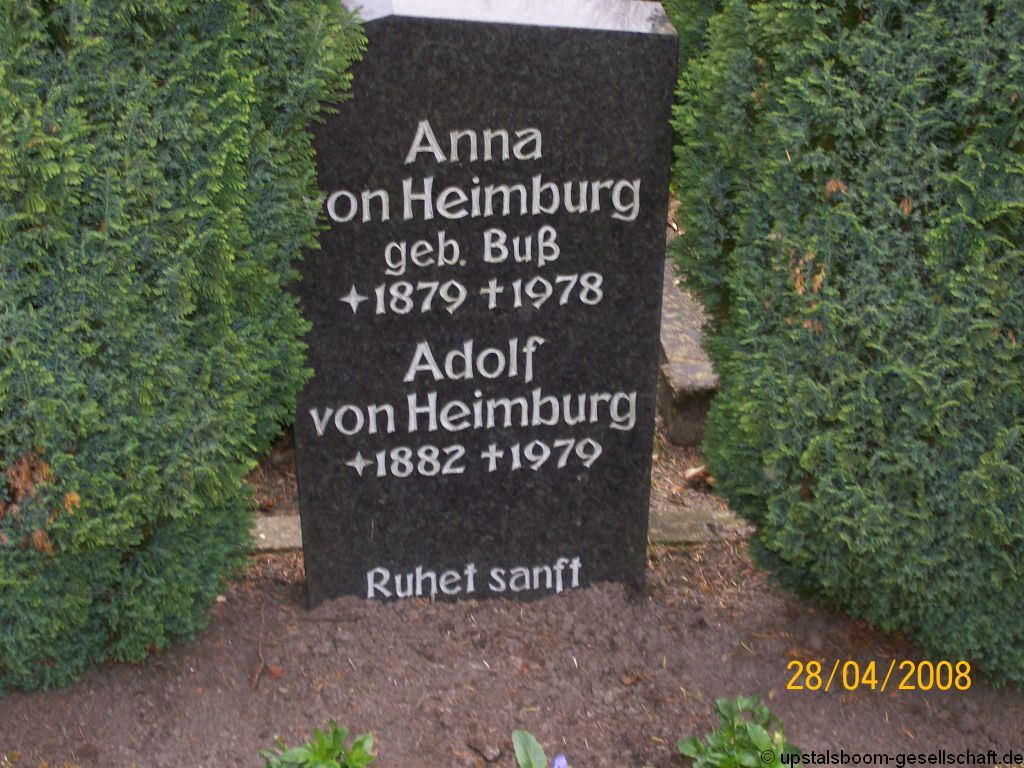 Anna
von Heimburg
geb. Buß
✦1879 ✝1978
Adolf
von Heimburg
✦1882 ✝1979
Ruhet sanft
28/04/2008
© upstalsboom-gesellschaft.de